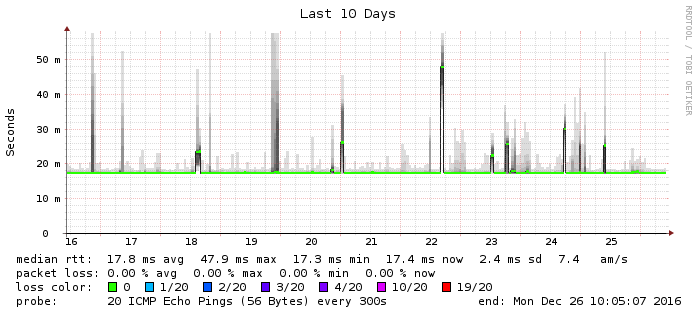 Last 10 Days
RRDTOOL / TOBI OETIKER
Seconds
50 m
40 m
30 m
20 m
10 m
0
16 17 18 19 20 21 22 23 24 25
median rtt: 17.8 ms avg 47.9 ms max 17.3 ms min 17.4 ms now 2.4 ms sd 7.4 am/s
packet loss: 0.00 % avg 0.00 % max 0.00 % min 0.00 % now
loss color: 0 1/20 2/20 3/20 4/20 10/20 19/20
probe: 20 ICMP Echo Pings (56 Bytes) every 300s end: Mon Dec 26 10:05:07 2016